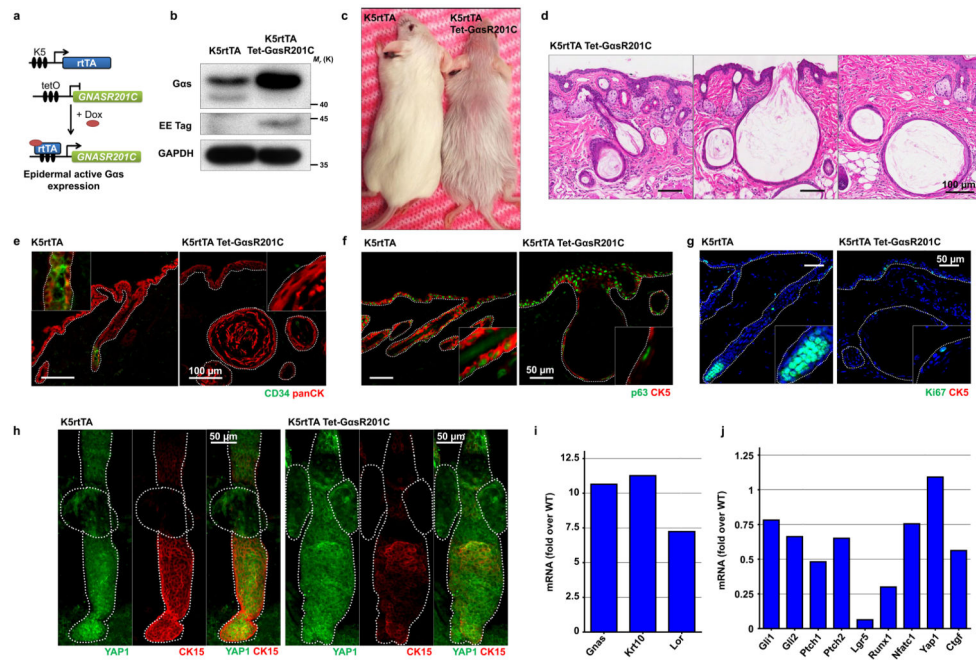 a
K5
rtTA
tetO
GNASR201C
+ Dox
rtTA
GNASR201C
Epidermal active Gαs
expression
b
K5rtTA
K5rtTA
Tet-GαsR201C
Mr (K)
Gαs
40
EE Tag
45
GAPDH
35
c
K5rtTA
K5rtTA
Tet-GαsR201C
d
K5rtTA Tet-GαsR201C
100 µm
e
K5rtTA
K5rtTA Tet-GαsR201C
100 µm
CD34 panCK
f
K5rtTA
K5rtTA Tet-GαsR201C
50 µm
p63 CK5
g
K5rtTA
K5rtTA Tet-GαsR201C
50 µm
Ki67 CK5
h
K5rtTA
K5rtTA Tet-GαsR201C
50 µm
50 µm
YAP1
CK15
YAP1 CK15
YAP1
CK15
YAP1 CK15
i
mRNA (fold over WT)
12.5
10.0
7.5
5.0
2.5
0.0
Gnas
Krt10
Lor
j
mRNA (fold over WT)
1.25
1
0.75
0.5
0.25
0
Gli1
Gli2
Ptch1
Ptch2
Lgr5
Runx1
Nfatc1
Yap1
Ctgf